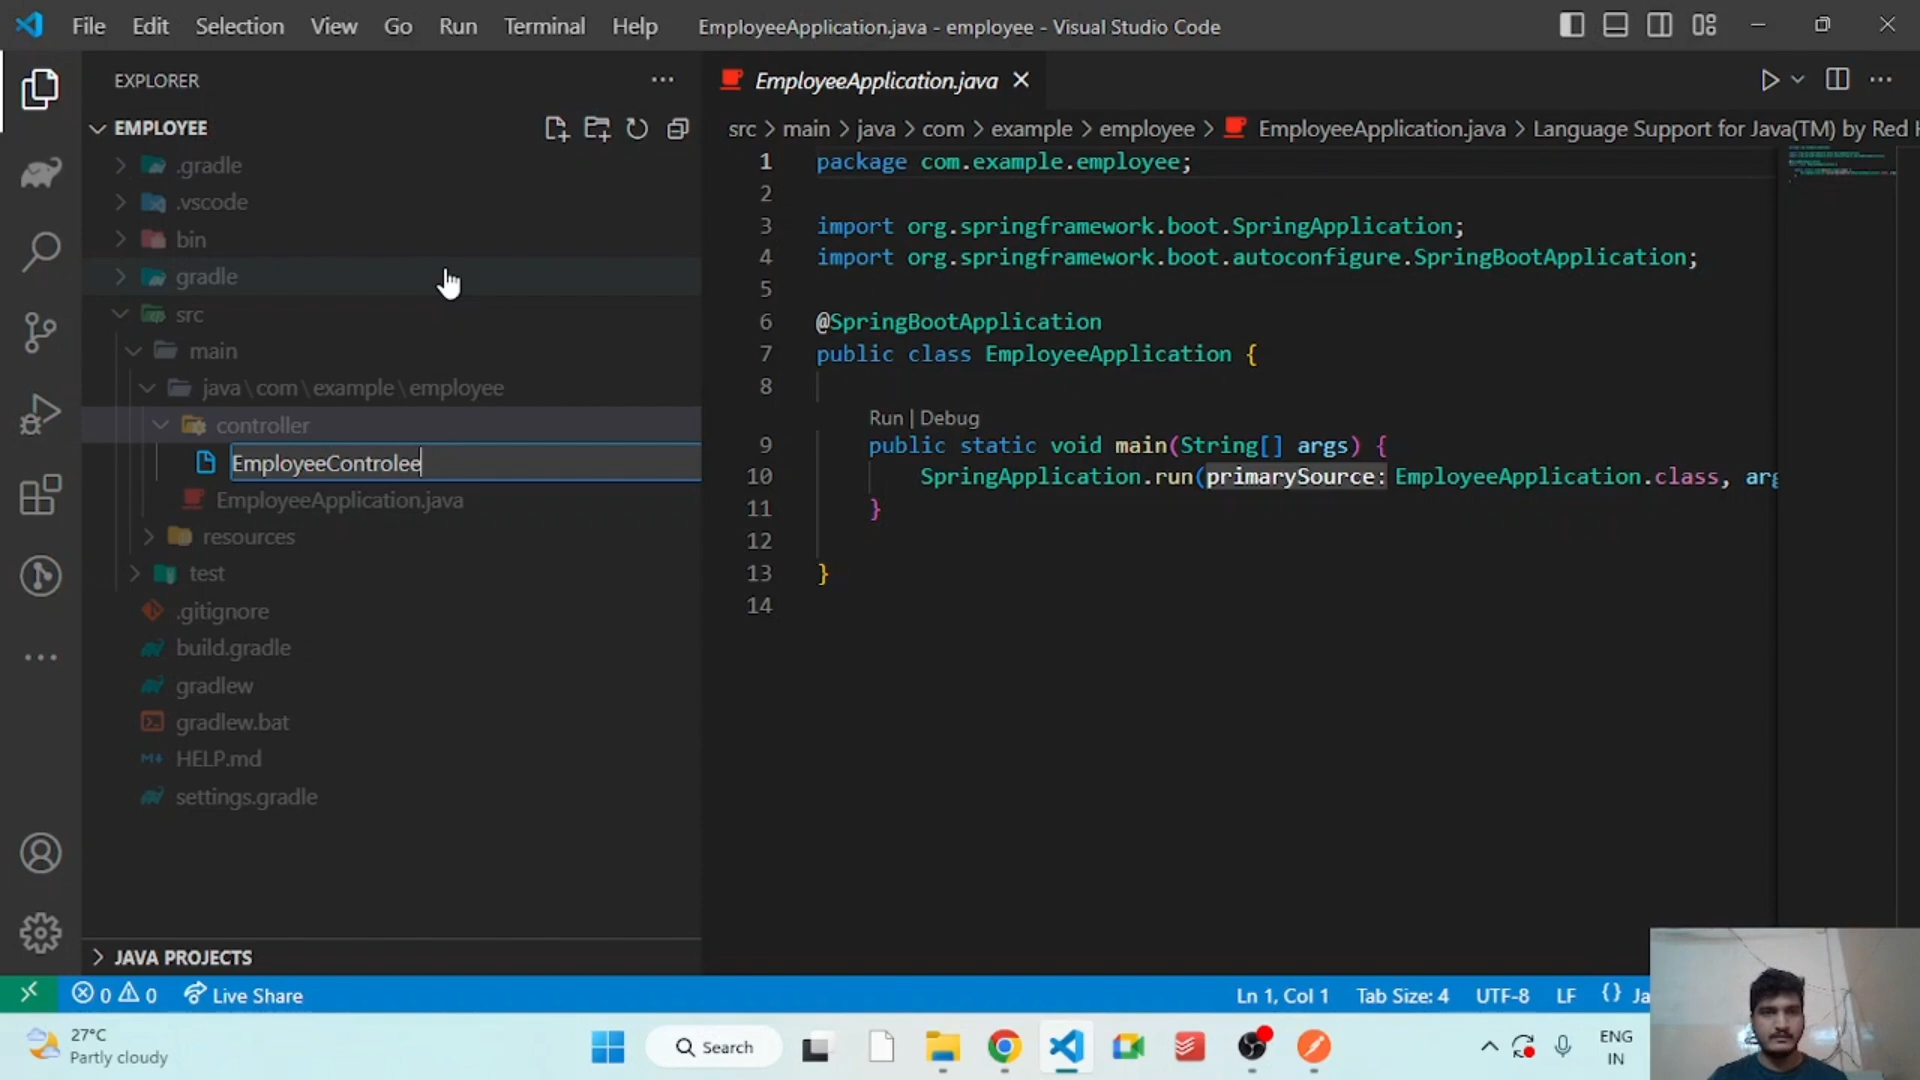 File Edit Selection View Go Run Terminal Help EmployeeApplication.java - employee - Visual Studio Code
EXPLORER
EMPLOYEE
.gradle
.vscode
bin
gradle
src
main
java\com\example\employee
controller
EmployeeControlee
EmployeeApplication.java
resources
test
.gitignore
build.gradle
gradlew
gradlew.bat
HELP.md
settings.gradle
JAVA PROJECTS
EmployeeApplication.java
src > main > java > com > example > employee > EmployeeApplication.java > Language Support for Java(TM) by Red H
1 package com.example.employee;
2
3 import org.springframework.boot.SpringApplication;
4 import org.springframework.boot.autoconfigure.SpringBootApplication;
5
6 @SpringBootApplication
7 public class EmployeeApplication {
8
Run | Debug
9 public static void main(String[] args) {
10 SpringApplication.run(primarySource: EmployeeApplication.class, arg
11 }
12
13 }
14
0 0 Live Share Ln 1, Col 1 Tab Size: 4 UTF-8 LF {} Ja
27°C
Partly cloudy
Search
ENG
IN